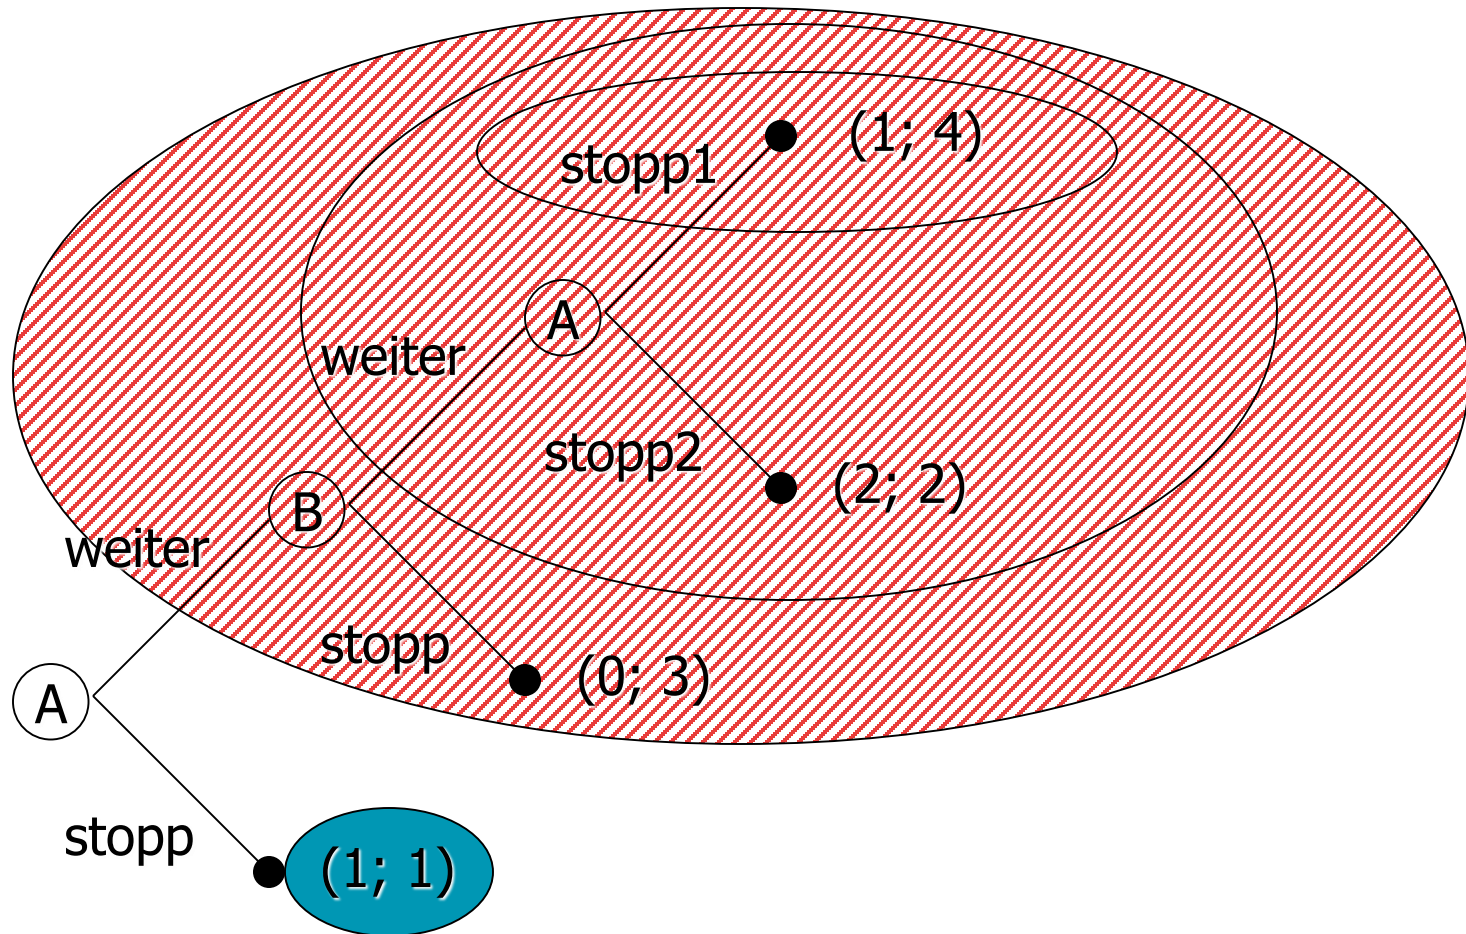 (1; 4)
stopp1
A
weiter
stopp2
(2; 2)
B
weiter
stopp
(0; 3)
A
stopp
(1; 1)